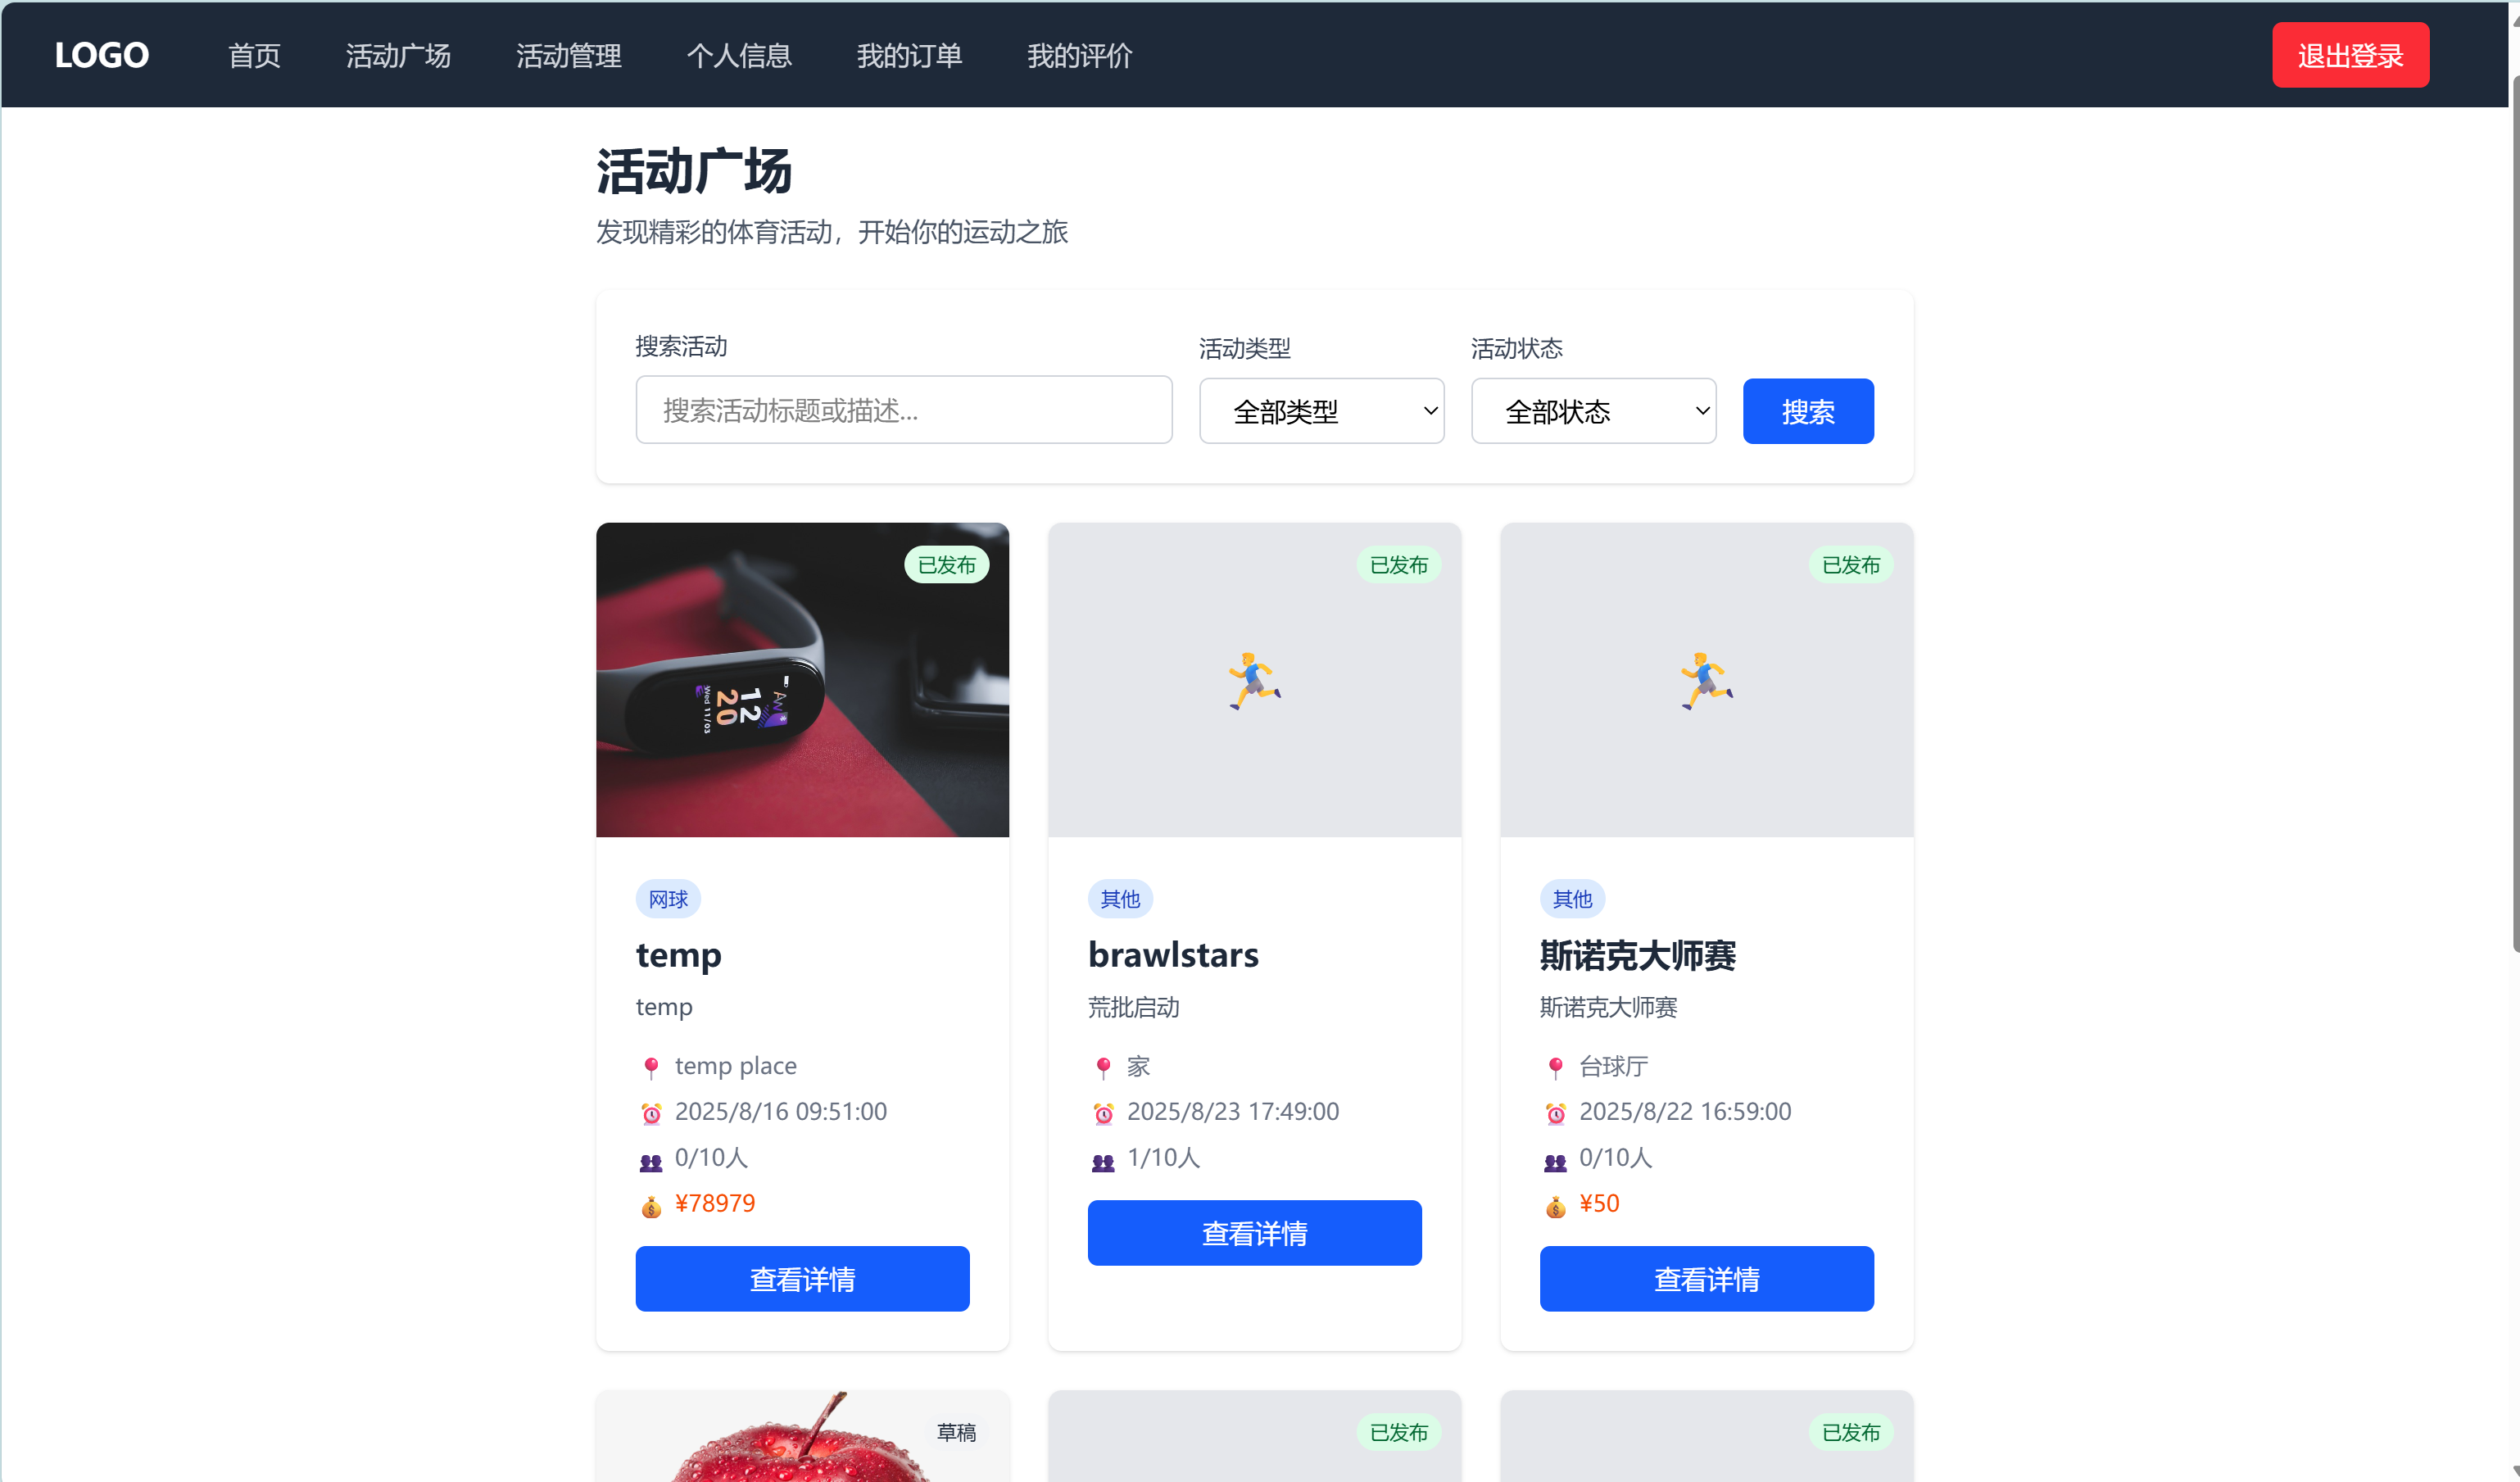 LOGO
首页
活动广场
活动管理
个人信息
我的订单
我的评价
退出登录
活动广场
发现精彩的体育活动，开始你的运动之旅
搜索活动
活动类型
活动状态
搜索活动标题或描述...
全部类型
全部状态
搜索
已发布
12
20
Wed 11/03
网球
temp
temp
temp place
2025/8/16 09:51:00
0/10人
¥78979
查看详情
已发布
其他
brawlstars
荒批启动
家
2025/8/23 17:49:00
1/10人
查看详情
已发布
其他
斯诺克大师赛
斯诺克大师赛
台球厅
2025/8/22 16:59:00
0/10人
¥50
查看详情
草稿
已发布
已发布